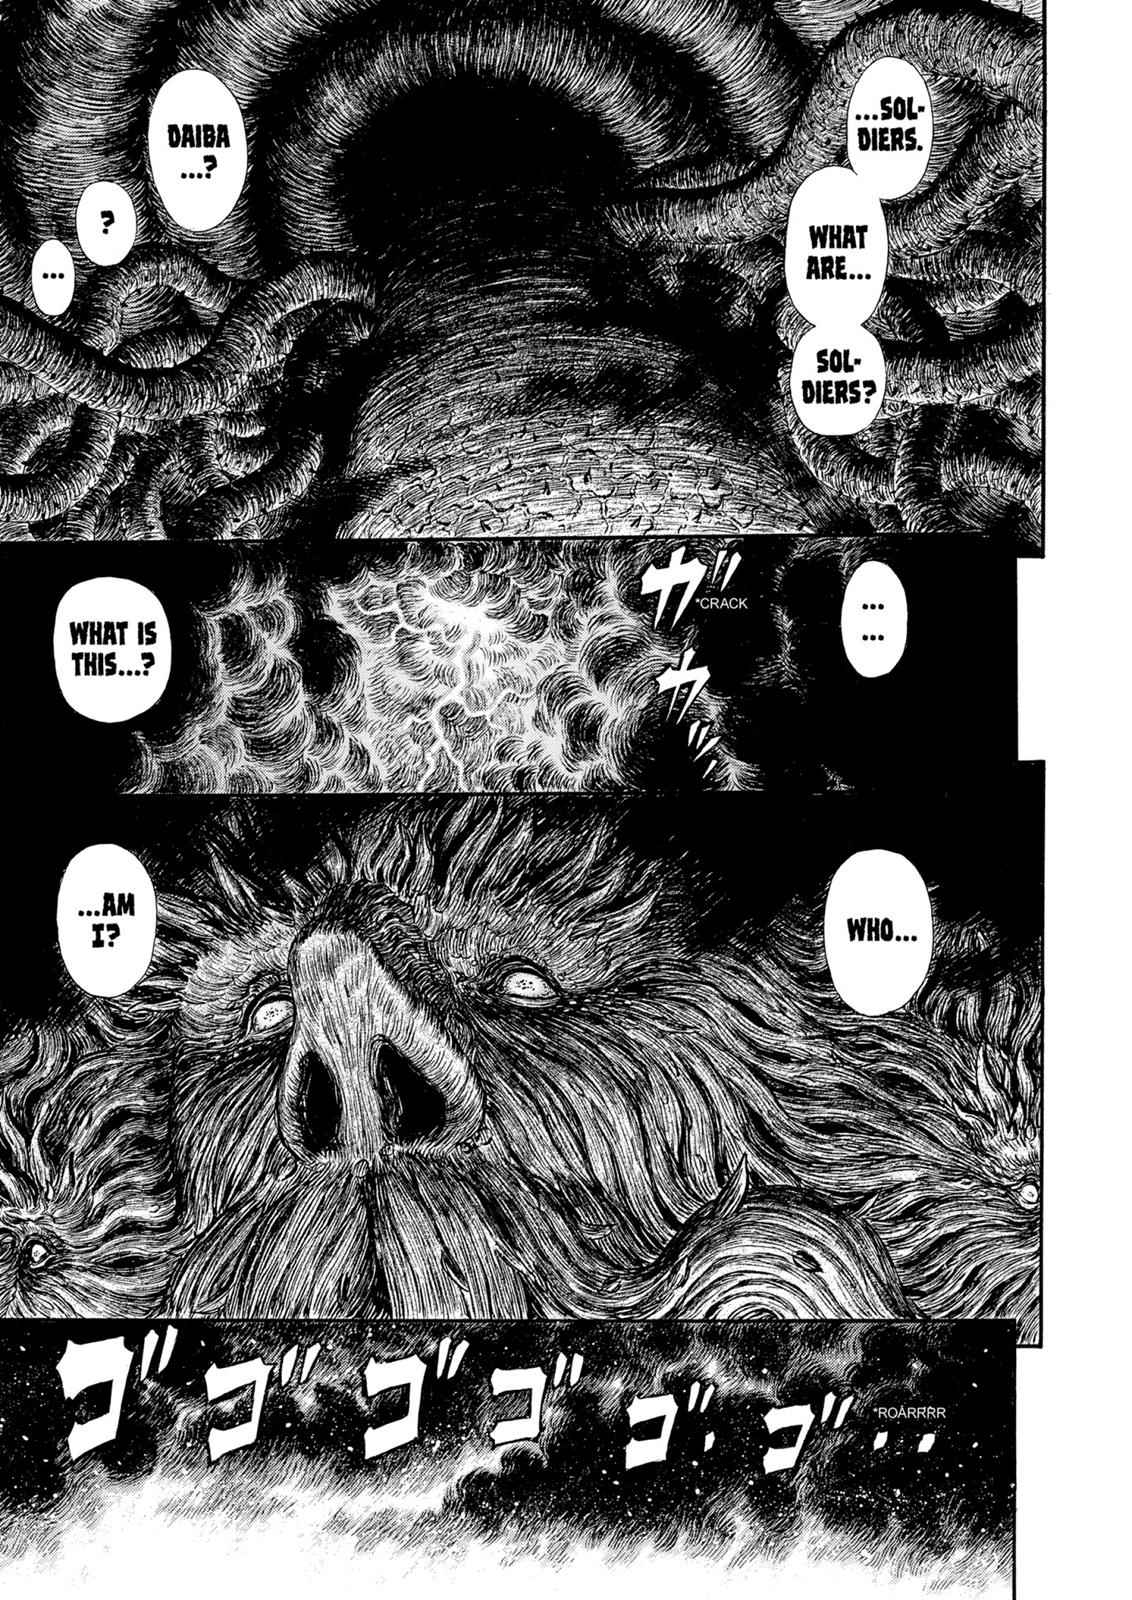 ...SOL-
DIERS.
WHAT
ARE...
SOL-
DIERS?
DAIBA
...?
?
...
...
...
ガガッ
*CRACK
WHAT IS
THIS...?
WHO...
...AM
I?
ゴゴゴゴゴゴ
*ROARRRR